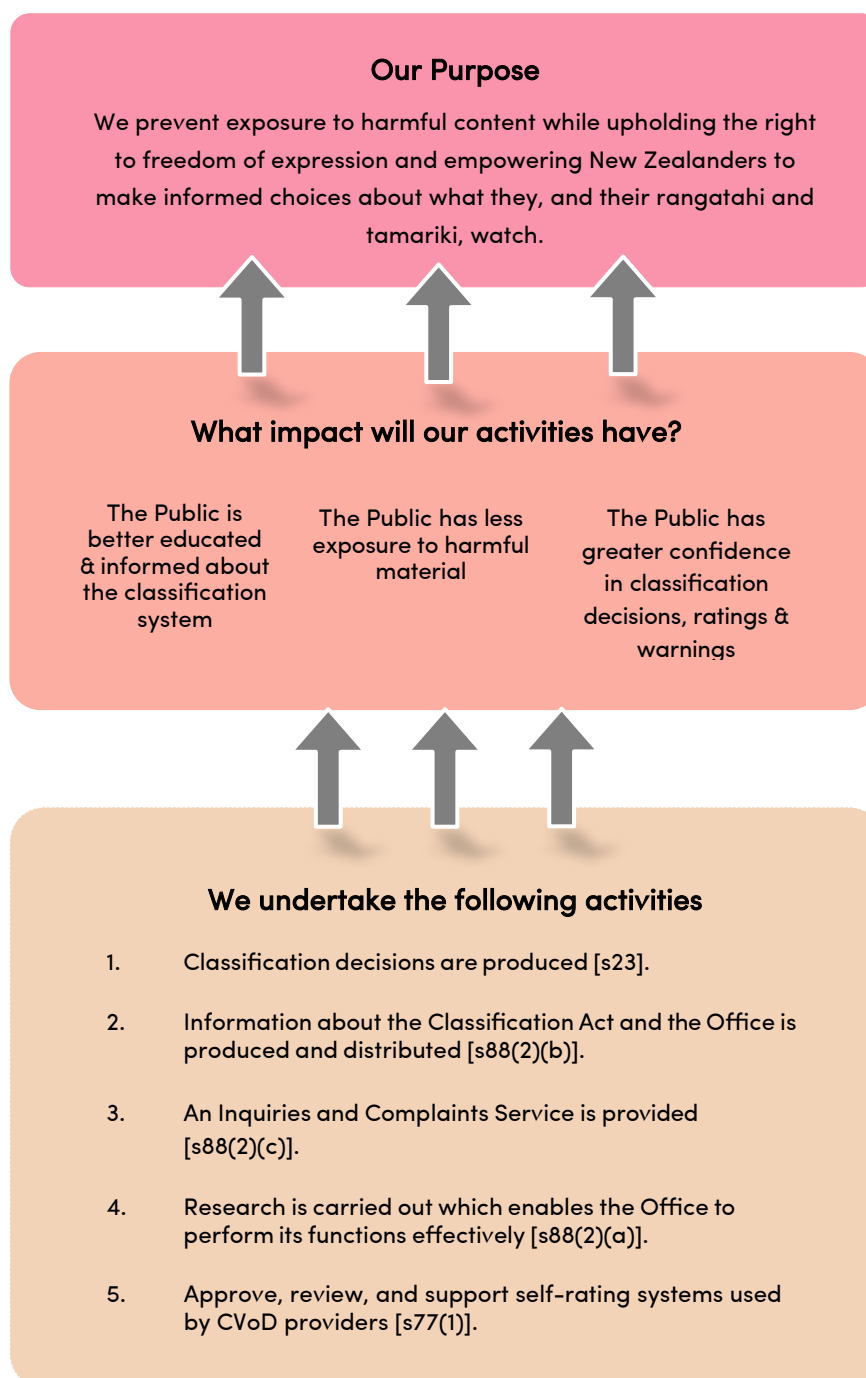 Our Purpose
We prevent exposure to harmful content while upholding the right
to freedom of expression and empowering New Zealanders to
make informed choices about what they, and their rangatahi and
tamariki, watch.
What impact will our activities have?
The Public is
better educated
& informed about
the classification
system
The Public has less
exposure to harmful
material
The Public has
greater confidence
in classification
decisions, ratings &
warnings
We undertake the following activities
1. Classification decisions are produced [s23].
2. Information about the Classification Act and the Office is
produced and distributed [s88(2)(b)].
3. An Inquiries and Complaints Service is provided
[s88(2)(c)].
4. Research is carried out which enables the Office to
perform its functions effectively [s88(2)(a)].
5. Approve, review, and support self-rating systems used
by CVoD providers [s77(1)].